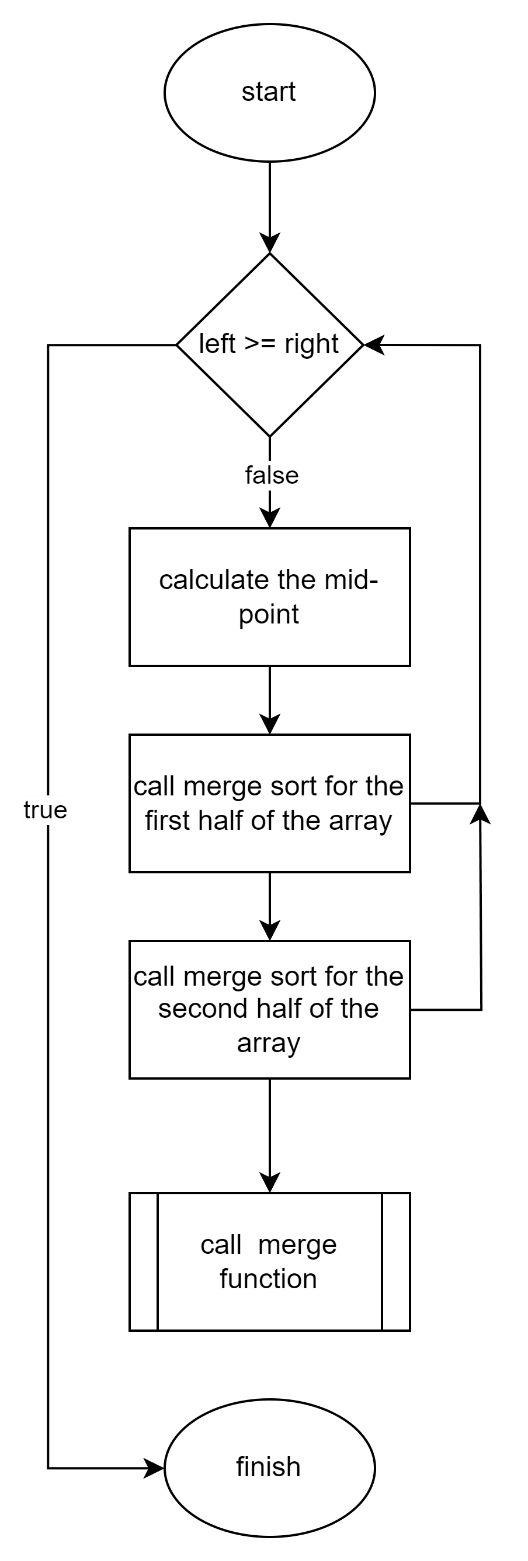 start
left >= right
false
calculate the mid-
point
call merge sort for the
first half of the array
true
call merge sort for the
second half of the
array
call  merge
function
finish